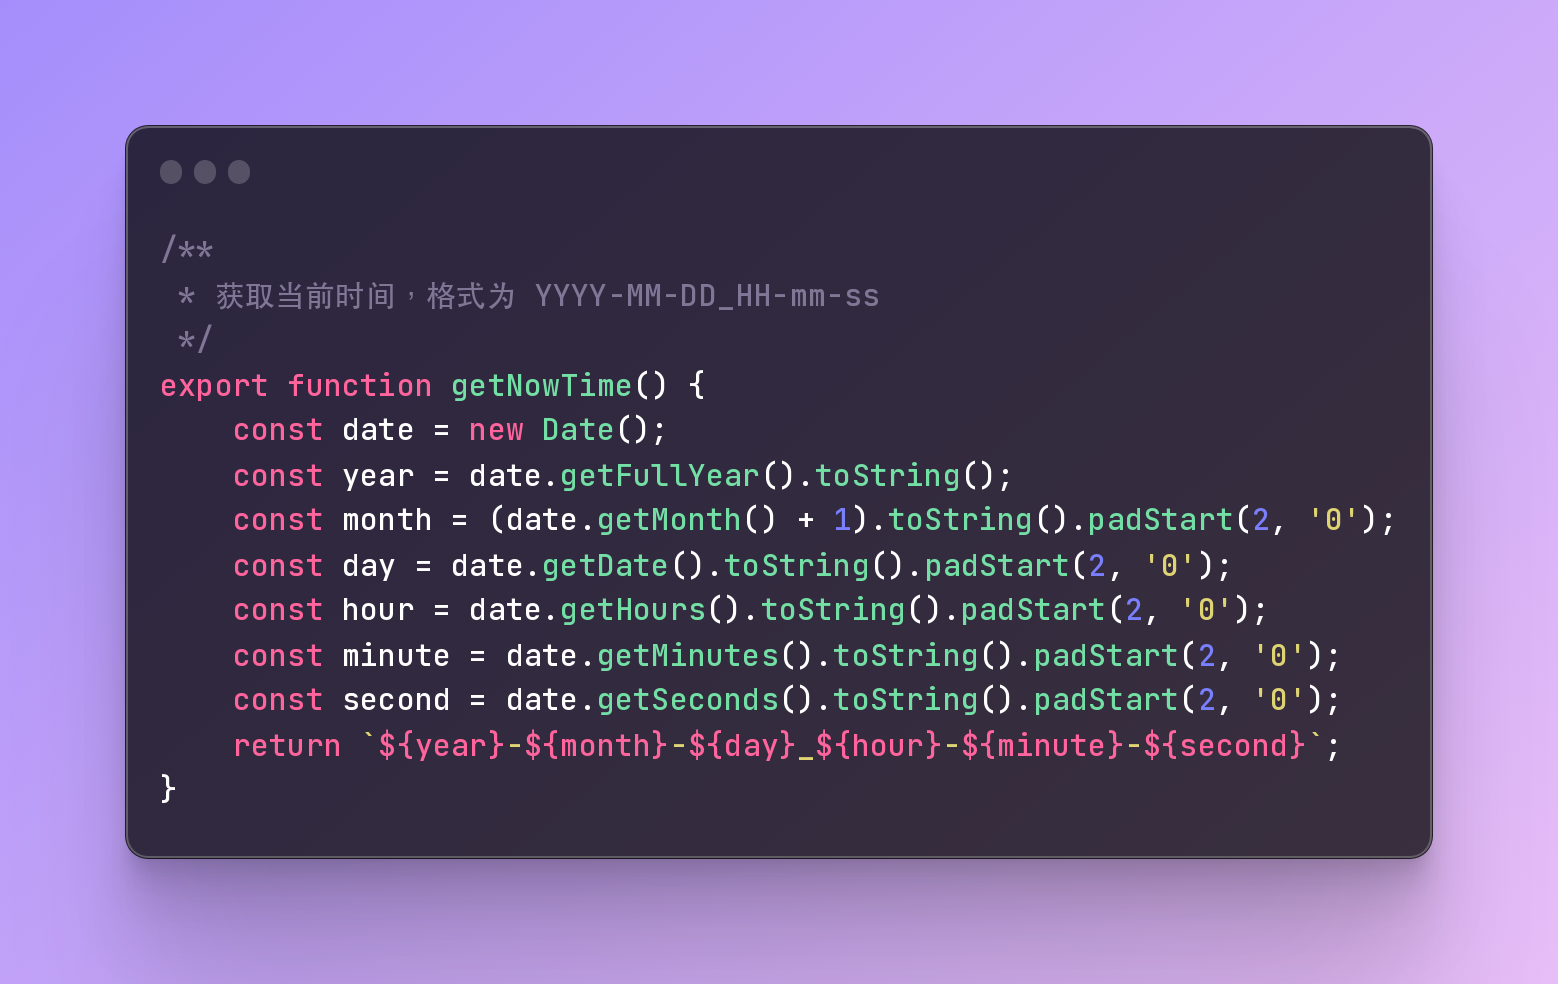 /**
 * 获取当前时间，格式为 YYYY-MM-DD_HH-mm-ss
 */
export function getNowTime() {
    const date = new Date();
    const year = date.getFullYear().toString();
    const month = (date.getMonth() + 1).toString().padStart(2, '0');
    const day = date.getDate().toString().padStart(2, '0');
    const hour = date.getHours().toString().padStart(2, '0');
    const minute = date.getMinutes().toString().padStart(2, '0');
    const second = date.getSeconds().toString().padStart(2, '0');
    return `${year}-${month}-${day}_${hour}-${minute}-${second}`;
}